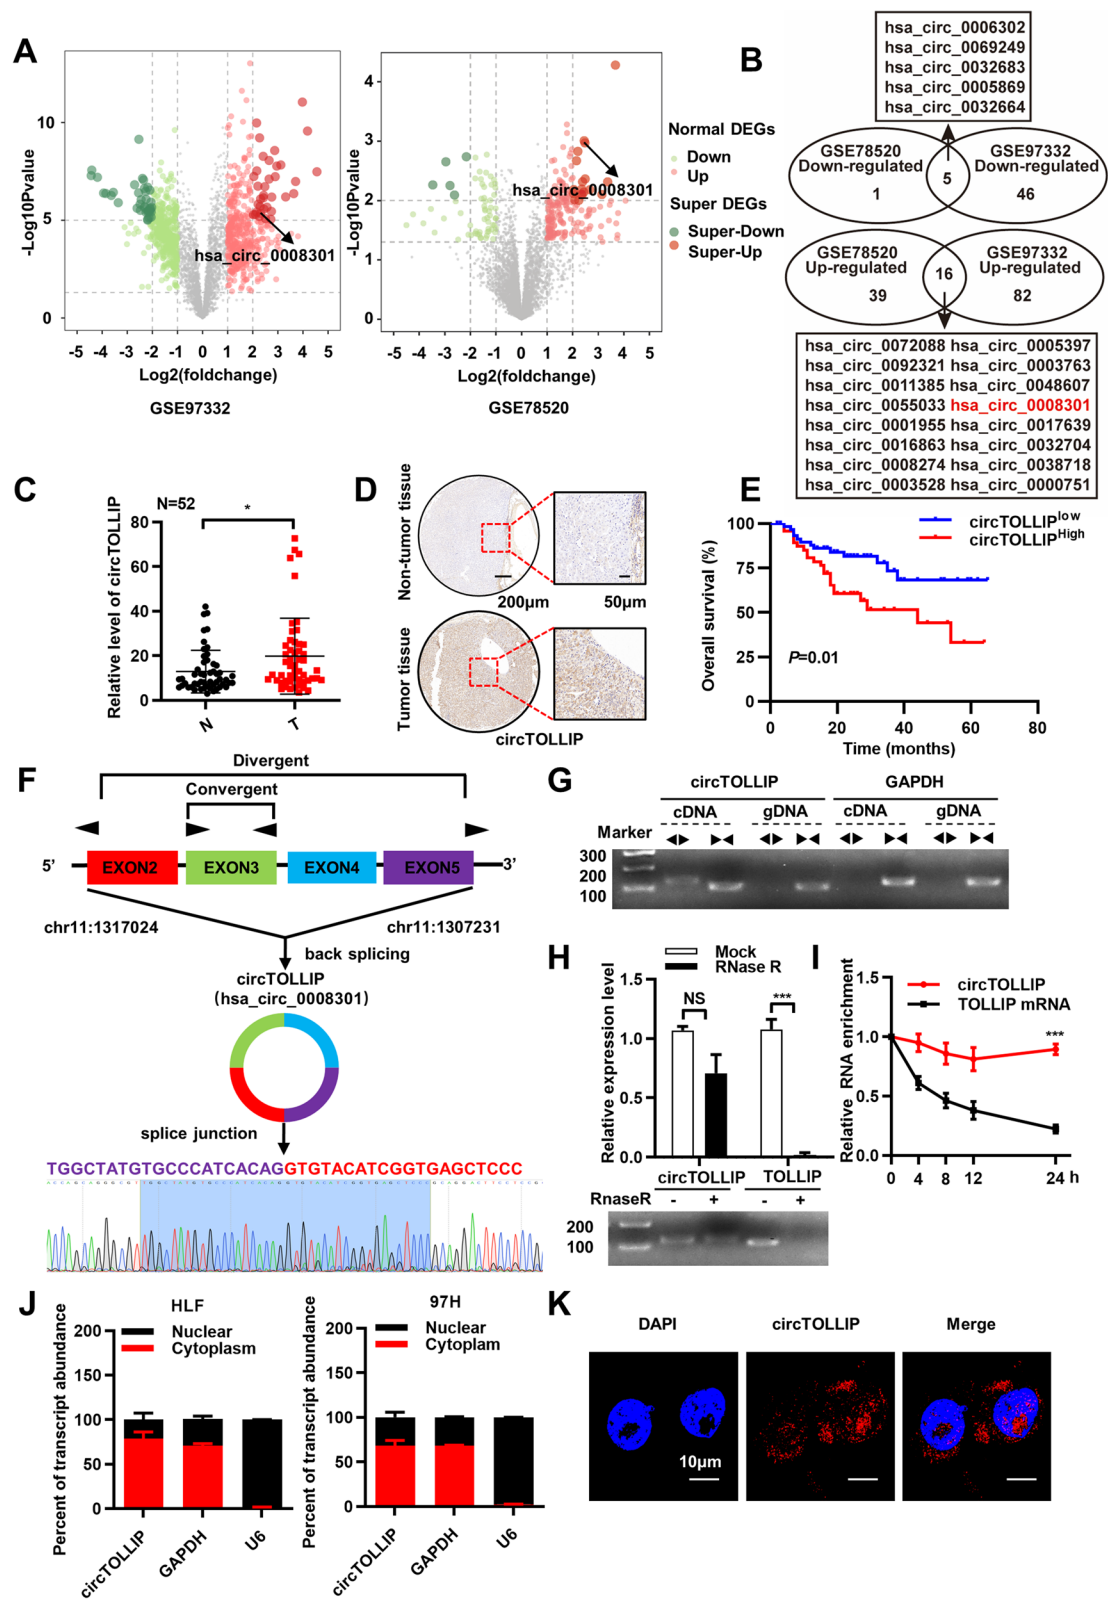 A
-Log10Pvalue
10
5
0
hsa_circ_0008301
-5 -4 -3 -2 -1 0 1 2 3 4 5
Log2(foldchange)
GSE97332
-Log10Pvalue
4
3
2
1
0
hsa_circ_0008301
-5 -4 -3 -2 -1 0 1 2 3 4 5
Log2(foldchange)
GSE78520
Normal DEGs
Down
Up
Super DEGs
Super-Down
Super-Up
B
hsa_circ_0006302
hsa_circ_0069249
hsa_circ_0032683
hsa_circ_0005869
hsa_circ_0032664
GSE78520
Down-regulated
1
5
GSE97332
Down-regulated
46
GSE78520
Up-regulated
39
16
GSE97332
Up-regulated
82
hsa_circ_0072088 hsa_circ_0005397
hsa_circ_0092321 hsa_circ_0003763
hsa_circ_0011385 hsa_circ_0048607
hsa_circ_0055033 hsa_circ_0008301
hsa_circ_0001955 hsa_circ_0017639
hsa_circ_0016863 hsa_circ_0032704
hsa_circ_0008274 hsa_circ_0038718
hsa_circ_0003528 hsa_circ_0000751
C
N=52
*
Relative level of circTOLLIP
80
60
40
20
0
N T
D
Non-tumor tissue
200μm 50μm
Tumor tissue
circTOLLIP
E
circTOLLIPlow
circTOLLIPHigh
Overall survival (%)
100
75
50
25
0
P=0.01
0 20 40 60 80
Time (months)
F
Divergent
Convergent
5’ EXON2 EXON3 EXON4 EXON5 3’
chr11:1317024 chr11:1307231
back splicing
circTOLLIP
(hsa_circ_0008301)
splice junction
TGGCTATGTGCCCATCACAGGTGTACATCGGTGAGCTCCC
G
circTOLLIP GAPDH
cDNA gDNA cDNA gDNA
Marker
300
200
100
H
Mock
RNase R
Relative expression level
1.5
1.0
0.5
0.0
NS
***
circTOLLIP TOLLIP
RnaseR - + - +
200
100
I
circTOLLIP
TOLLIP mRNA
***
Relative RNA enrichment
1.5
1.0
0.5
0.0
0 4 8 12 24 h
J
HLF
Nuclear
Cytoplasm
Percent of transcript abundance
200
150
100
50
0
circTOLLIP GAPDH U6
97H
Nuclear
Cytoplam
Percent of transcript abundance
200
150
100
50
0
circTOLLIP GAPDH U6
K
DAPI circTOLLIP Merge
10μm